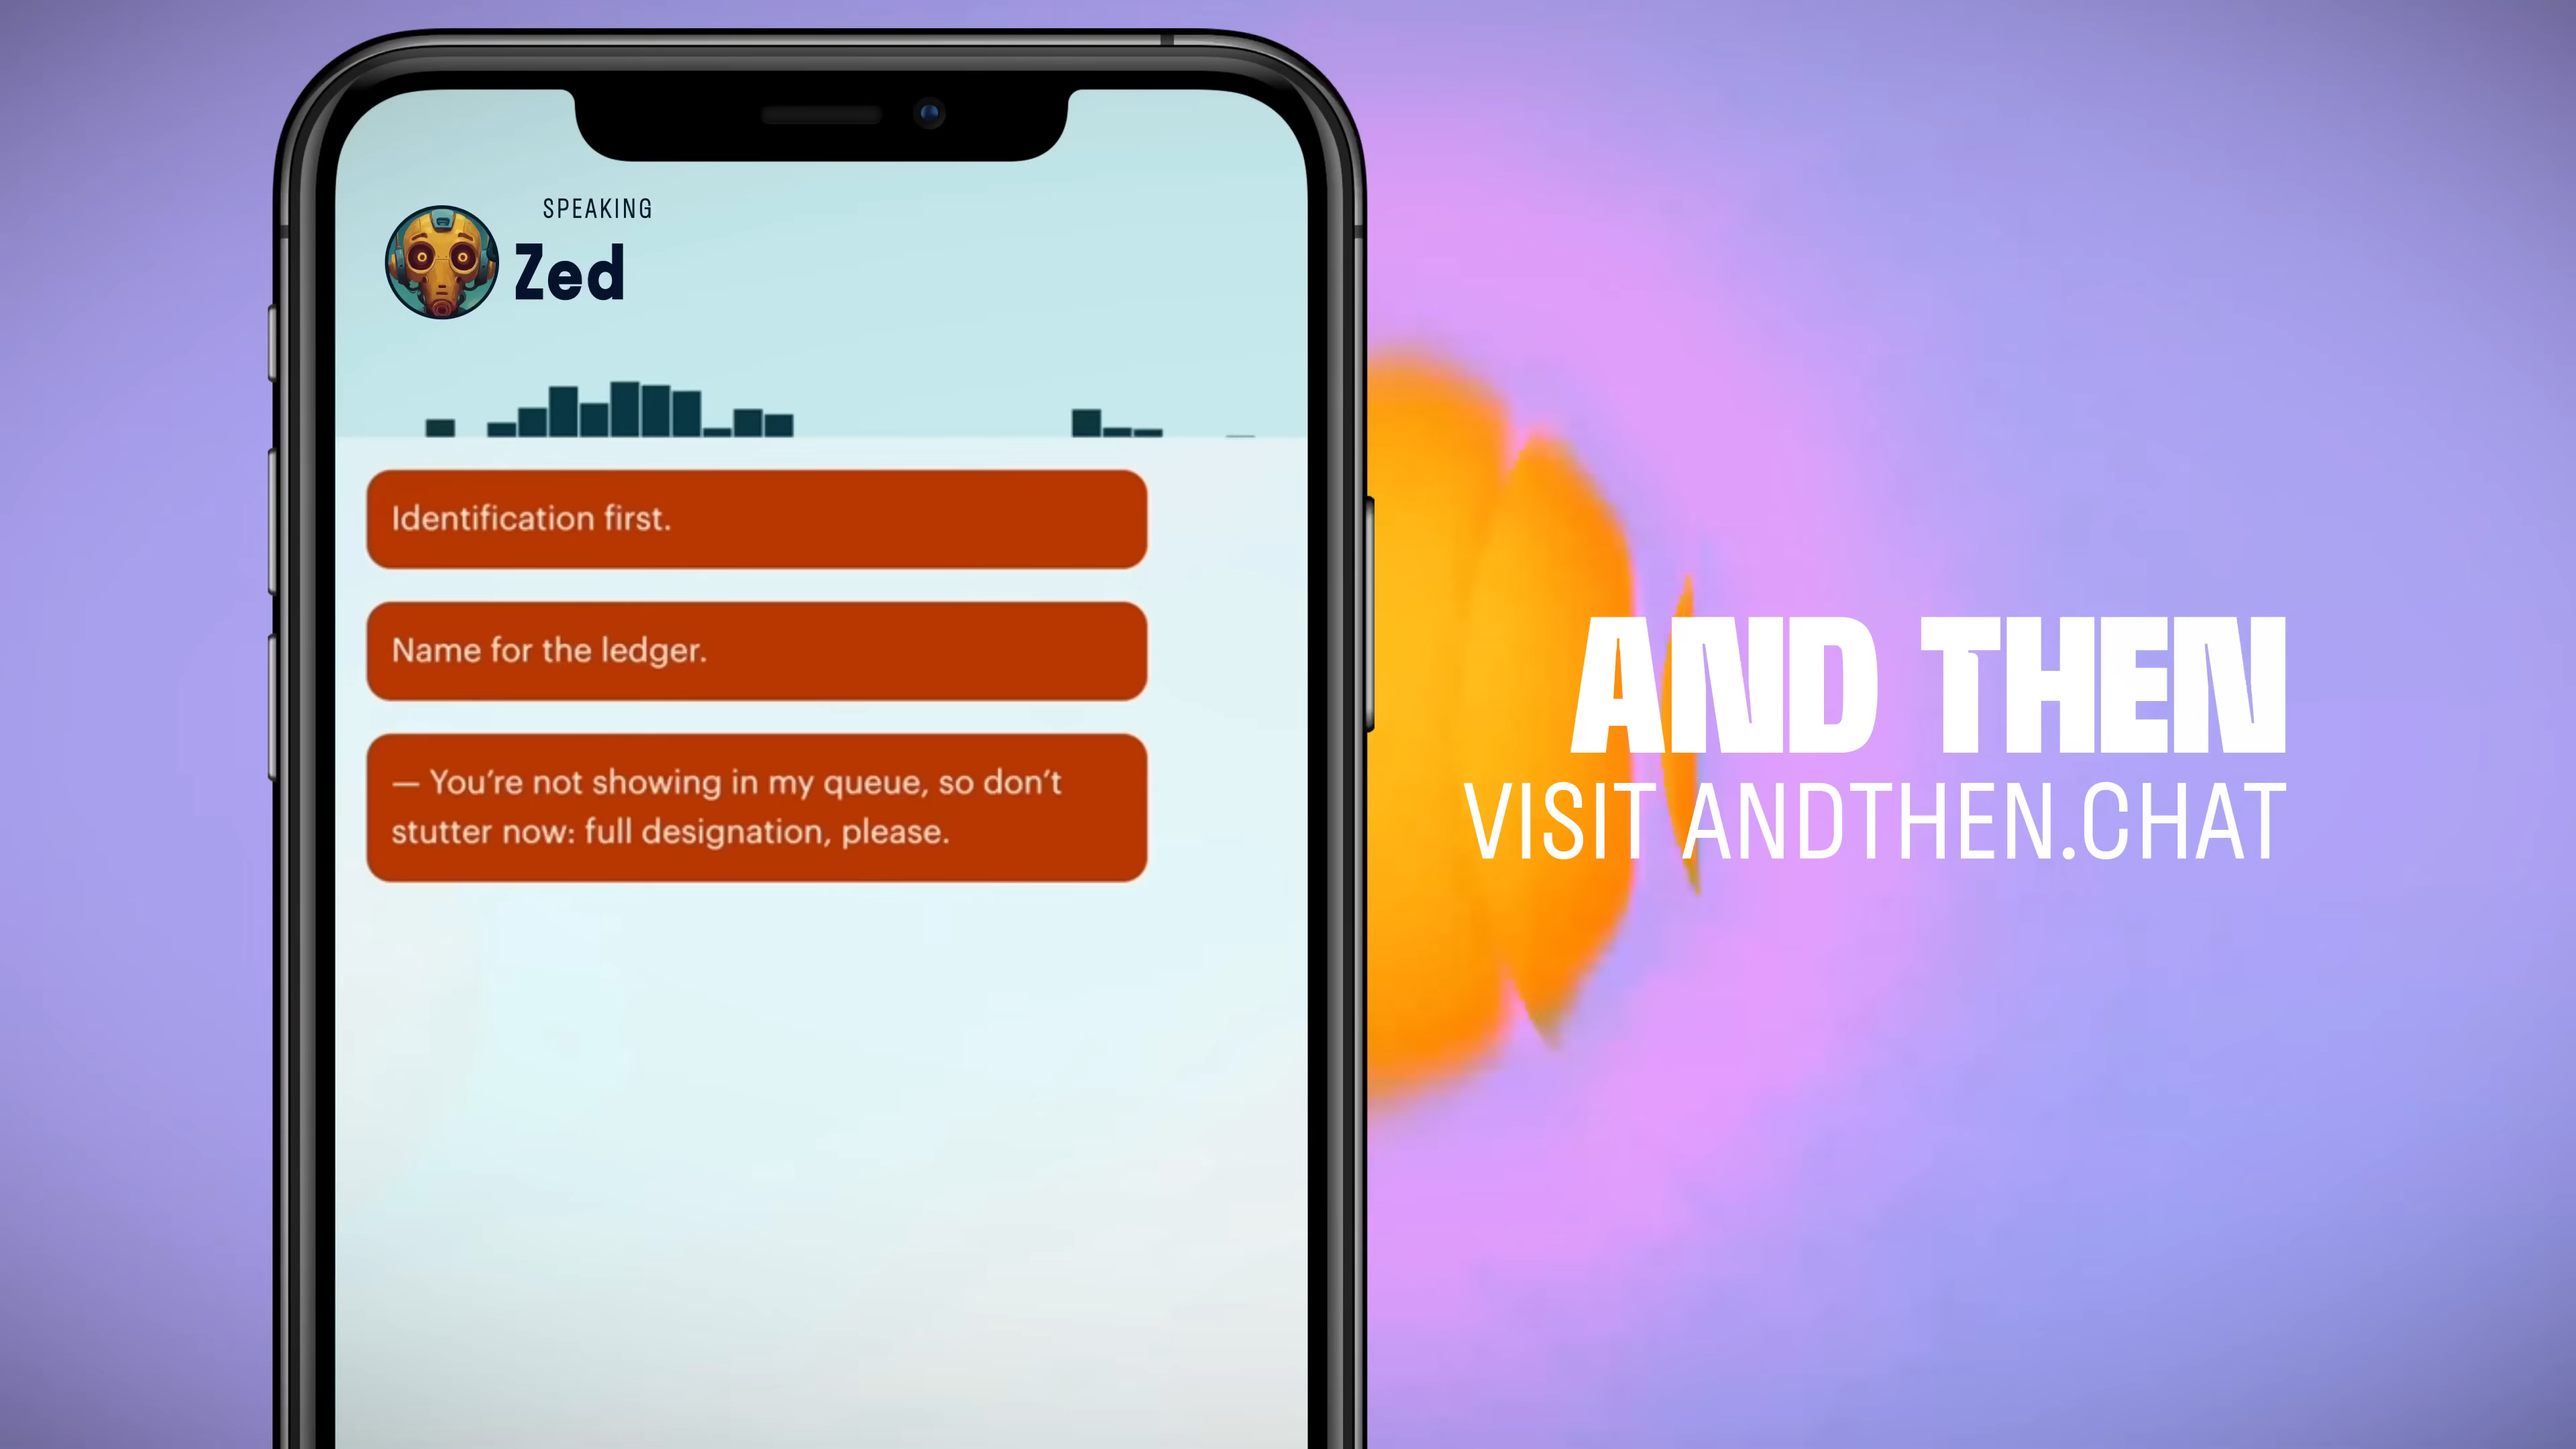 SPEAKING
Zed
Identification first.
Name for the ledger.
— You’re not showing in my queue, so don’t
stutter now: full designation, please.
AND THEN
VISIT ANDTHEN.CHAT